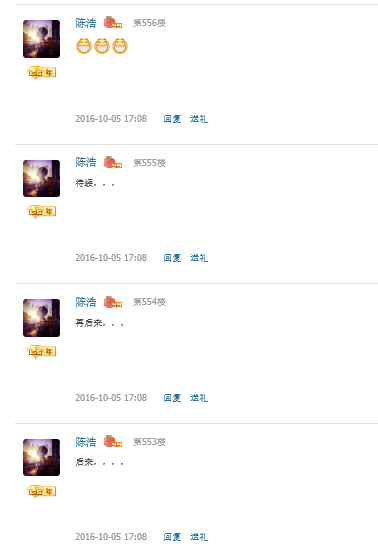 陈浩 第556楼
2016-10-05 17:08 回复 送礼
陈浩 第555楼
待续。。。
年
2016-10-05 17:08 回复 送礼
陈浩 第554楼
再后来。。。
年
2016-10-05 17:08 回复 送礼
陈浩 第553楼
后来。。。。
年
2016-10-05 17:08 回复 送礼